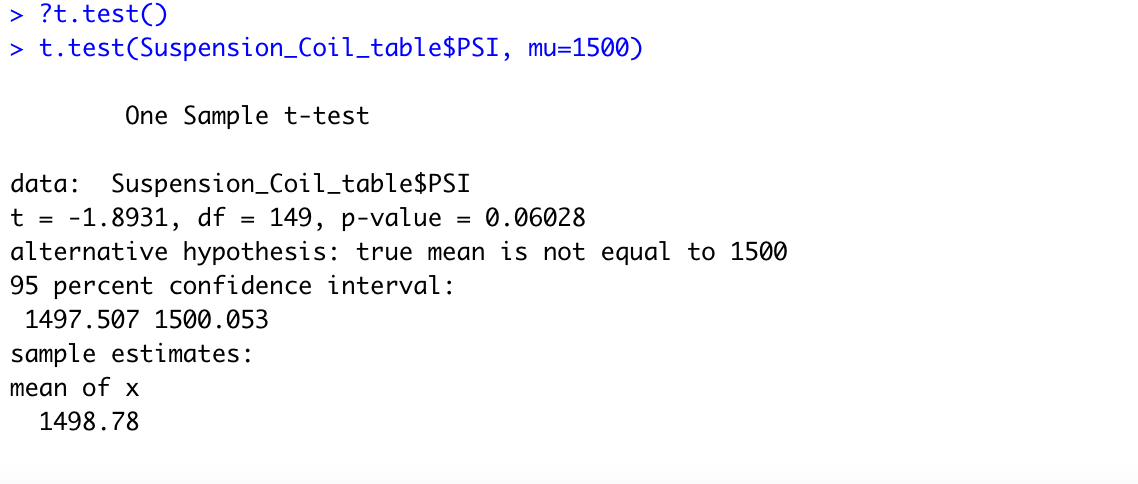 > ?t.test()
> t.test(Suspension_Coil_table$PSI, mu=1500)
One Sample t-test
data:  Suspension_Coil_table$PSI
t = -1.8931, df = 149, p-value = 0.06028
alternative hypothesis: true mean is not equal to 1500
95 percent confidence interval:
 1497.507 1500.053
sample estimates:
mean of x
  1498.78